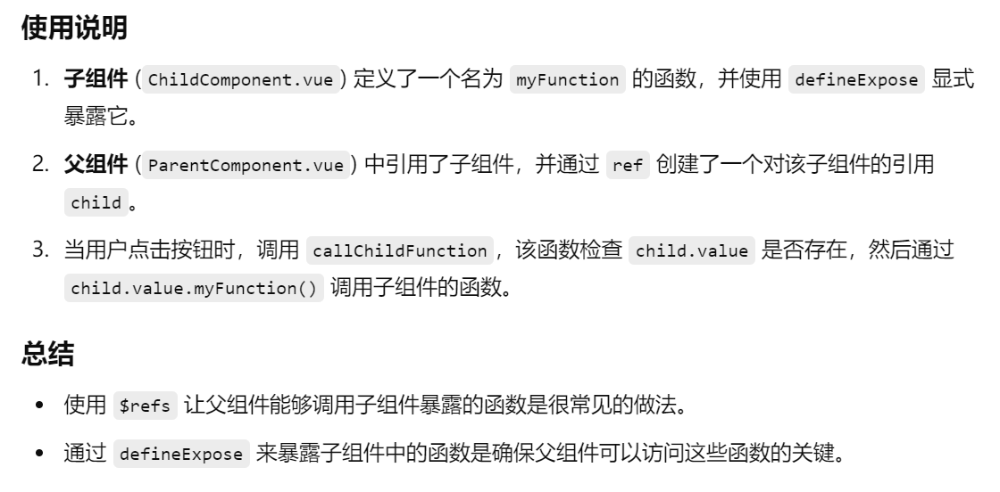 使用说明
1. 子组件 (ChildComponent.vue) 定义了一个名为 myFunction 的函数，并使用 defineExpose 显式
暴露它。
2. 父组件 (ParentComponent.vue) 中引用了子组件，并通过 ref 创建了一个对该子组件的引用
child。
3. 当用户点击按钮时，调用 callChildFunction，该函数检查 child.value 是否存在，然后通过
child.value.myFunction() 调用子组件的函数。
总结
• 使用 $refs 让父组件能够调用子组件暴露的函数是很常见的做法。
• 通过 defineExpose 来暴露子组件中的函数是确保父组件可以访问这些函数的关键。